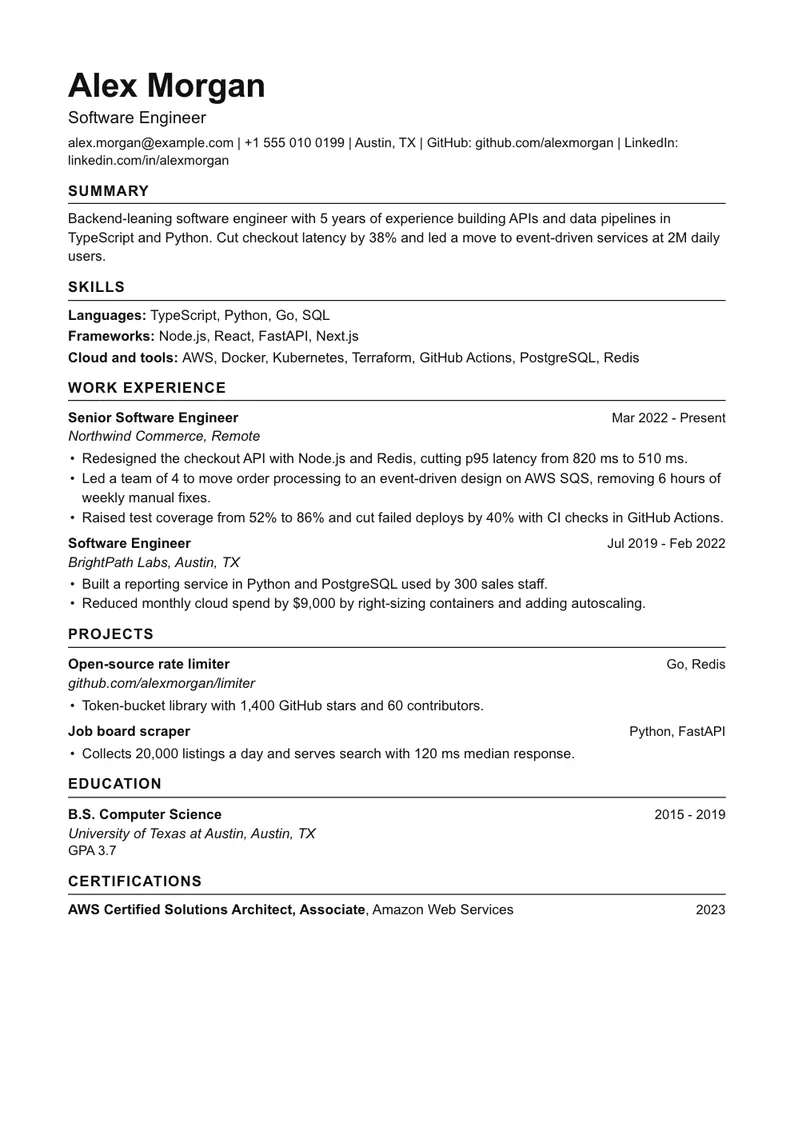 Alex Morgan
Software Engineer
alex.morgan@example.com | +1 555 010 0199 | Austin, TX | GitHub: github.com/alexmorgan | LinkedIn:
linkedin.com/in/alexmorgan
SUMMARY
Backend-leaning software engineer with 5 years of experience building APIs and data pipelines in
TypeScript and Python. Cut checkout latency by 38% and led a move to event-driven services at 2M daily
users.
SKILLS
Languages: TypeScript, Python, Go, SQL
Frameworks: Node.js, React, FastAPI, Next.js
Cloud and tools: AWS, Docker, Kubernetes, Terraform, GitHub Actions, PostgreSQL, Redis
WORK EXPERIENCE
Senior Software Engineer Mar 2022 - Present
Northwind Commerce, Remote
• Redesigned the checkout API with Node.js and Redis, cutting p95 latency from 820 ms to 510 ms.
• Led a team of 4 to move order processing to an event-driven design on AWS SQS, removing 6 hours of
weekly manual fixes.
• Raised test coverage from 52% to 86% and cut failed deploys by 40% with CI checks in GitHub Actions.
Software Engineer Jul 2019 - Feb 2022
BrightPath Labs, Austin, TX
• Built a reporting service in Python and PostgreSQL used by 300 sales staff.
• Reduced monthly cloud spend by $9,000 by right-sizing containers and adding autoscaling.
PROJECTS
Open-source rate limiter Go, Redis
github.com/alexmorgan/limiter
• Token-bucket library with 1,400 GitHub stars and 60 contributors.
Job board scraper Python, FastAPI
• Collects 20,000 listings a day and serves search with 120 ms median response.
EDUCATION
B.S. Computer Science 2015 - 2019
University of Texas at Austin, Austin, TX
GPA 3.7
CERTIFICATIONS
AWS Certified Solutions Architect, Associate, Amazon Web Services 2023